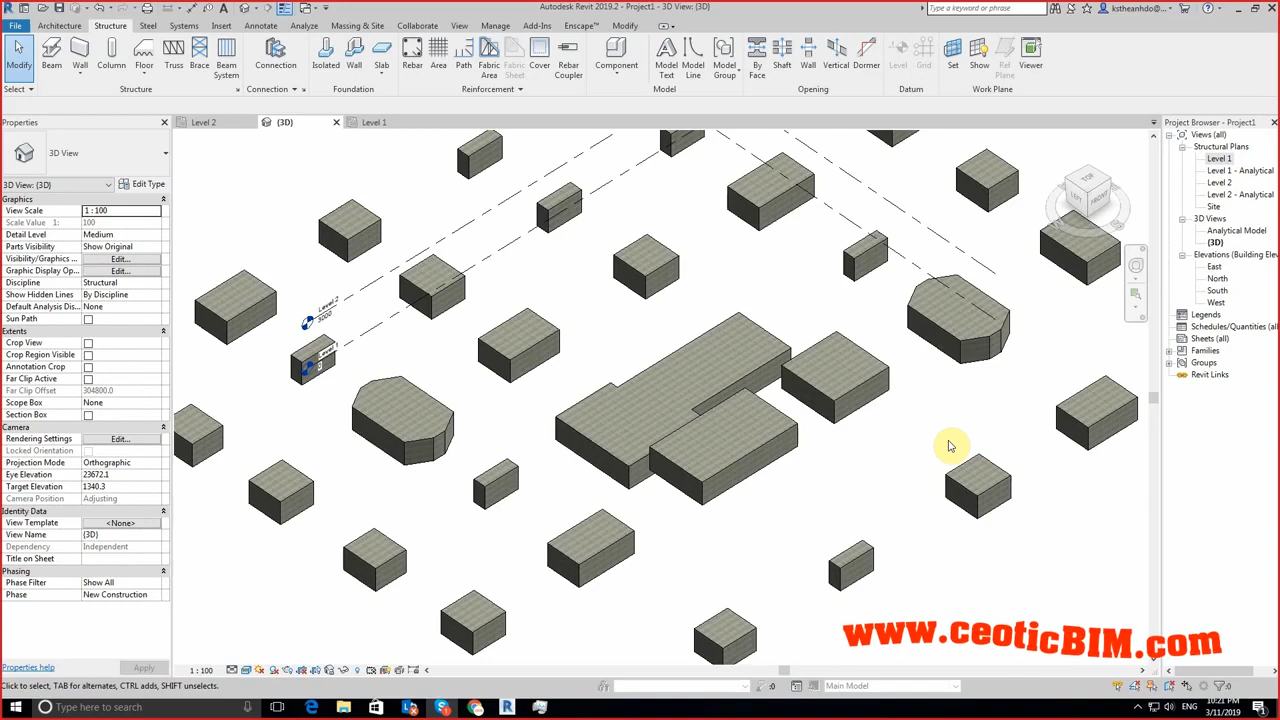 Autodesk Revit 2019.2 - Project1 - 3D View: {3D}
Type a keyword or phrase
kstheanhdo@...
File Architecture Structure Steel Systems Insert Annotate Analyze Massing & Site Collaborate View Manage Add-Ins Enscape™ Modify
Modify Beam Wall Column Floor Truss Brace Beam System Connection Isolated Wall Slab Rebar Area Path Fabric Area Fabric Sheet Cover Rebar Coupler Component Model Text Model Line Model Group By Face Shaft Wall Vertical Dormer Level Grid Set Show Ref Plane Viewer
Select Structure Connection Foundation Reinforcement Model Opening Datum Work Plane
Properties
Level 2 {3D} Level 1
Project Browser - Project1
3D View
3D View: {3D} Edit Type
Graphics
View Scale 1 : 100
Scale Value 1: 100
Detail Level Medium
Parts Visibility Show Original
Visibility/Graphics ... Edit...
Graphic Display Op... Edit...
Discipline Structural
Show Hidden Lines By Discipline
Default Analysis Dis... None
Sun Path
Extents
Crop View
Crop Region Visible
Annotation Crop
Far Clip Active
Far Clip Offset 304800.0
Scope Box None
Section Box
Camera
Rendering Settings Edit...
Locked Orientation
Projection Mode Orthographic
Eye Elevation 23672.1
Target Elevation 1340.3
Camera Position Adjusting
Identity Data
View Template <None>
View Name {3D}
Dependency Independent
Title on Sheet
Phasing
Phase Filter Show All
Phase New Construction
Properties help Apply
Level 2
3000
Level 1
0
TOP
LEFT FRONT
Views (all)
Structural Plans
Level 1
Level 1 - Analytical
Level 2
Level 2 - Analytical
Site
3D Views
Analytical Model
{3D}
Elevations (Building Elev
East
North
South
West
Legends
Schedules/Quantities (al
Sheets (all)
Families
Groups
Revit Links
www.ceoticBIM.com
1 : 100
Click to select, TAB for alternates, CTRL adds, SHIFT unselects.
:0 Main Model :0
Type here to search
10:21 PM
3/11/2019